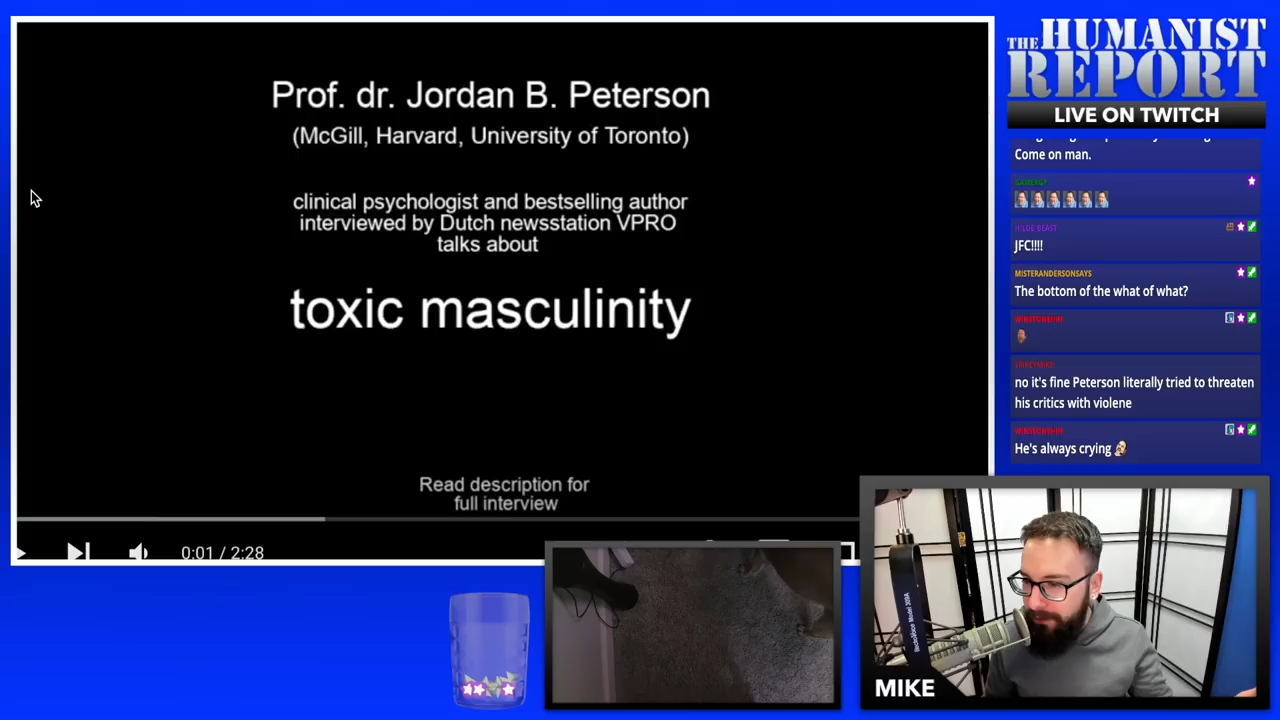 Prof. dr. Jordan B. Peterson
(McGill, Harvard, University of Toronto)
clinical psychologist and bestselling author
interviewed by Dutch newsstation VPRO
talks about
toxic masculinity
Read description for
full interview
0:01 / 2:28
THE HUMANIST
REPORT
LIVE ON TWITCH
Come on man.
HILDE BEAST
JFC!!!!
MISTERANDERSONSAYS
The bottom of the what of what?
no it's fine Peterson literally tried to threaten
his critics with violene
He's always crying
MIKE